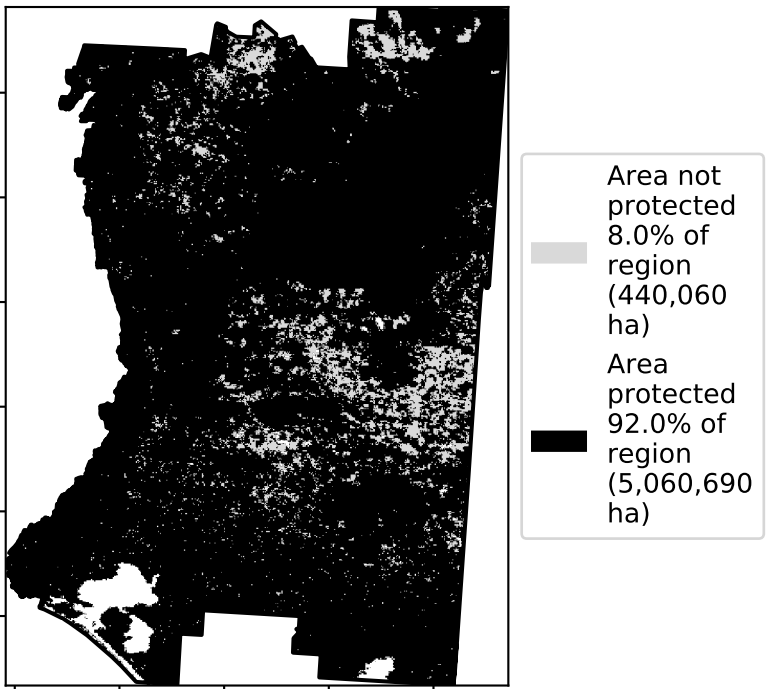 Area not
protected
8.0% of
region
(440,060
ha)
Area
protected
92.0% of
region
(5,060,690
ha)